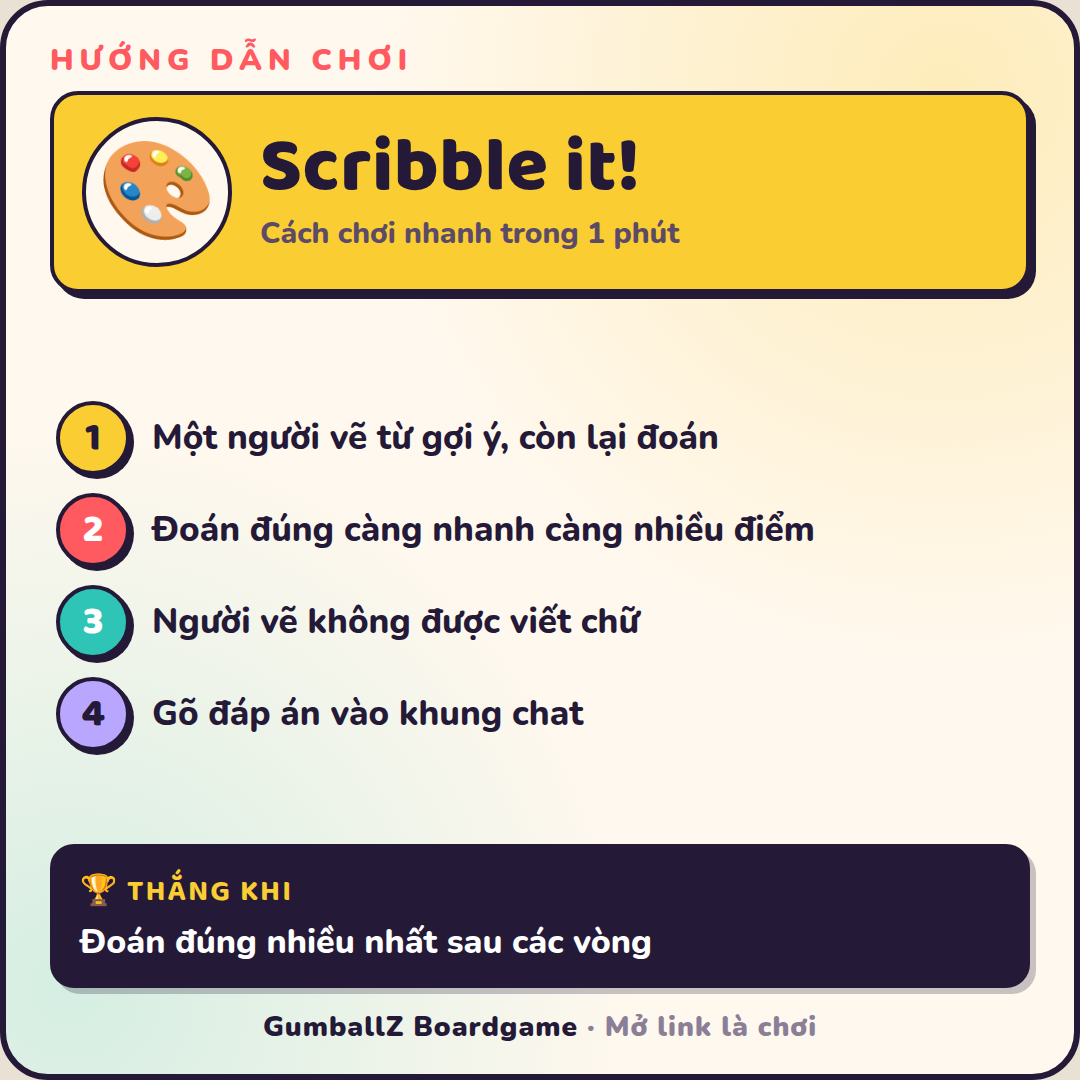 HƯỚNG DẪN CHƠI
Scribble it!
Cách chơi nhanh trong 1 phút
1 Một người vẽ từ gợi ý, còn lại đoán
2 Đoán đúng càng nhanh càng nhiều điểm
3 Người vẽ không được viết chữ
4 Gõ đáp án vào khung chat
🏆 THẮNG KHI
Đoán đúng nhiều nhất sau các vòng
GumballZ Boardgame · Mở link là chơi